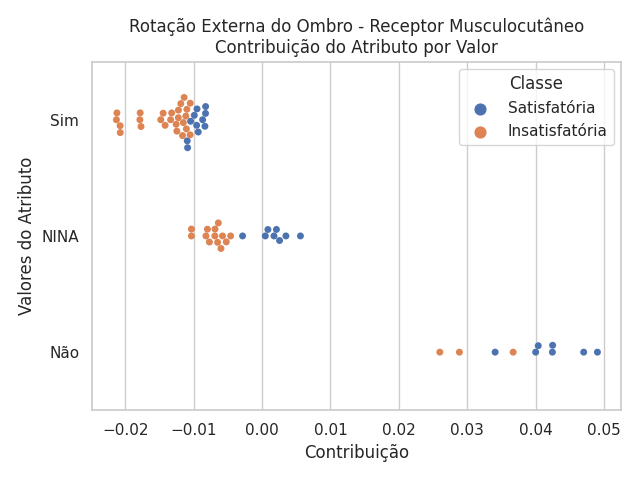 Rotação Externa do Ombro - Receptor Musculocutâneo
Contribuição do Atributo por Valor
Classe
Satisfatória
Insatisfatória
Valores do Atributo
Sim
NINA
Não
−0.02 −0.01 0.00 0.01 0.02 0.03 0.04 0.05
Contribuição